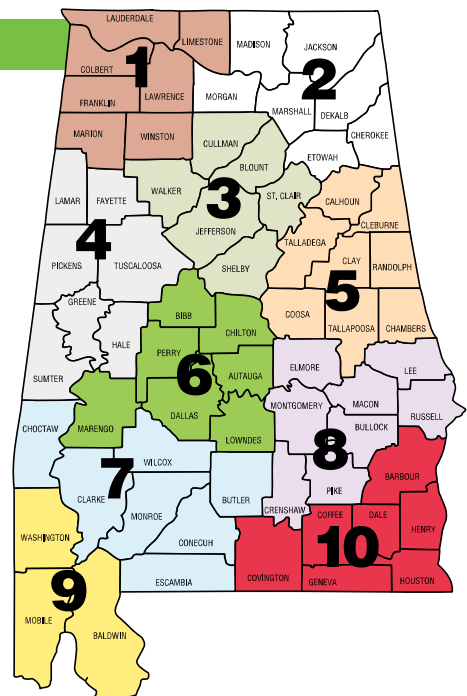 LAUDERDALE
LIMESTONE
MADISON
JACKSON
COLBERT
1
2
FRANKLIN
LAWRENCE
MORGAN
MARSHALL
DEKALB
MARION
WINSTON
CULLMAN
CHEROKEE
ETOWAH
BLOUNT
WALKER
ST. CLAIR
CALHOUN
LAMAR
FAYETTE
3
CLEBURNE
JEFFERSON
TALLADEGA
4
CLAY
RANDOLPH
PICKENS
TUSCALOOSA
SHELBY
5
GREENE
BIBB
COOSA
TALLAPOOSA
CHAMBERS
CHILTON
HALE
PERRY
ELMORE
LEE
SUMTER
6
AUTAUGA
MONTGOMERY
MACON
DALLAS
RUSSELL
CHOCTAW
MARENGO
LOWNDES
BULLOCK
8
WILCOX
7
BARBOUR
PIKE
CLARKE
BUTLER
CRENSHAW
MONROE
COFFEE
DALE
HENRY
WASHINGTON
CONECUH
10
9
ESCAMBIA
COVINGTON
GENEVA
HOUSTON
MOBILE
BALDWIN